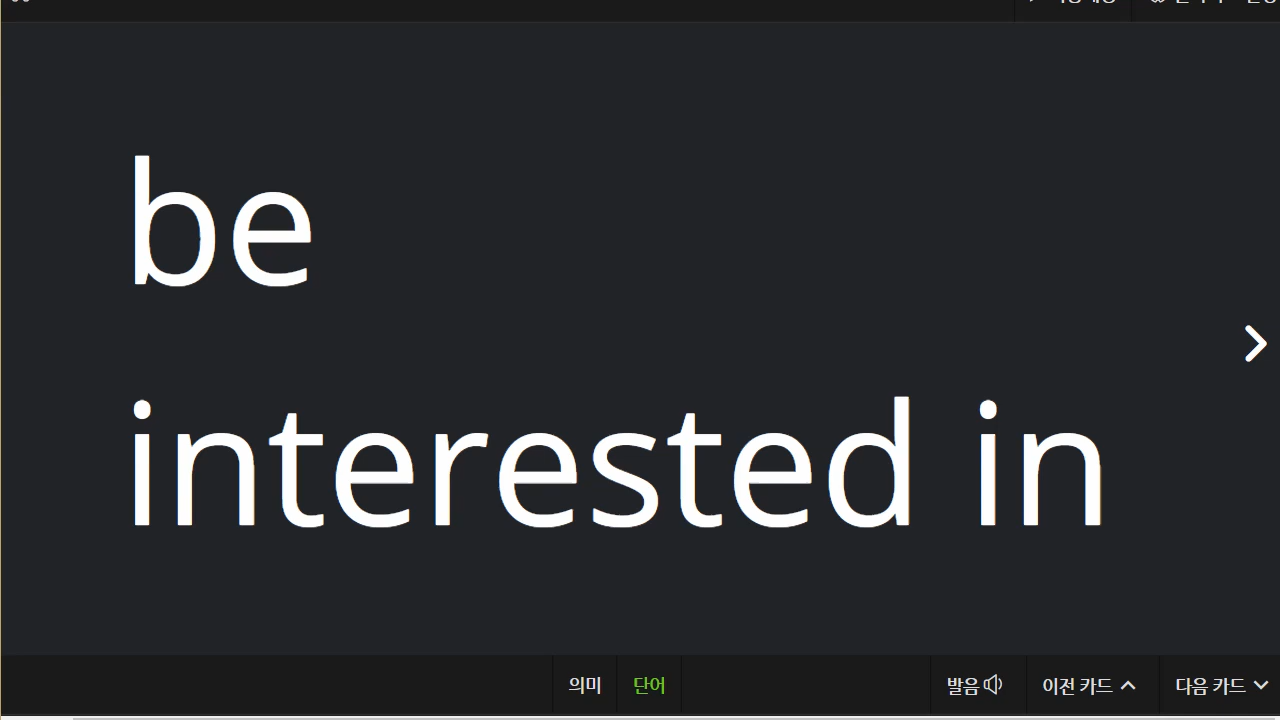 be
interested in
의미 단어 발음 이전 카드 다음 카드